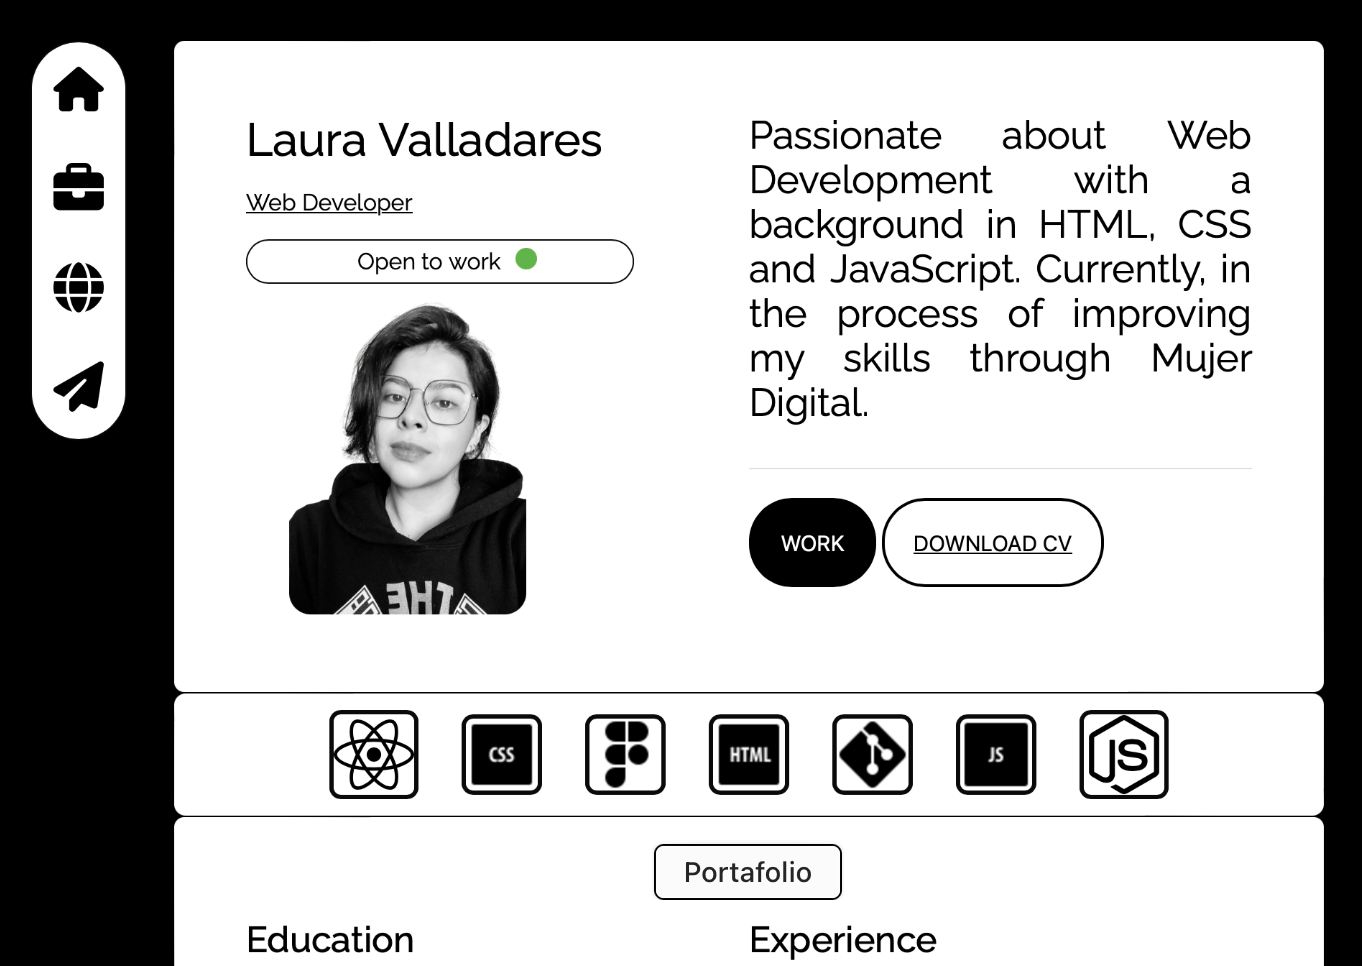 Laura Valladares
Web Developer
Open to work
THE
Passionate about Web
Development with a
background in HTML, CSS
and JavaScript. Currently, in
the process of improving
my skills through Mujer
Digital.
WORK
DOWNLOAD CV
CSS
HTML
JS
JS
Portafolio
Education
Experience